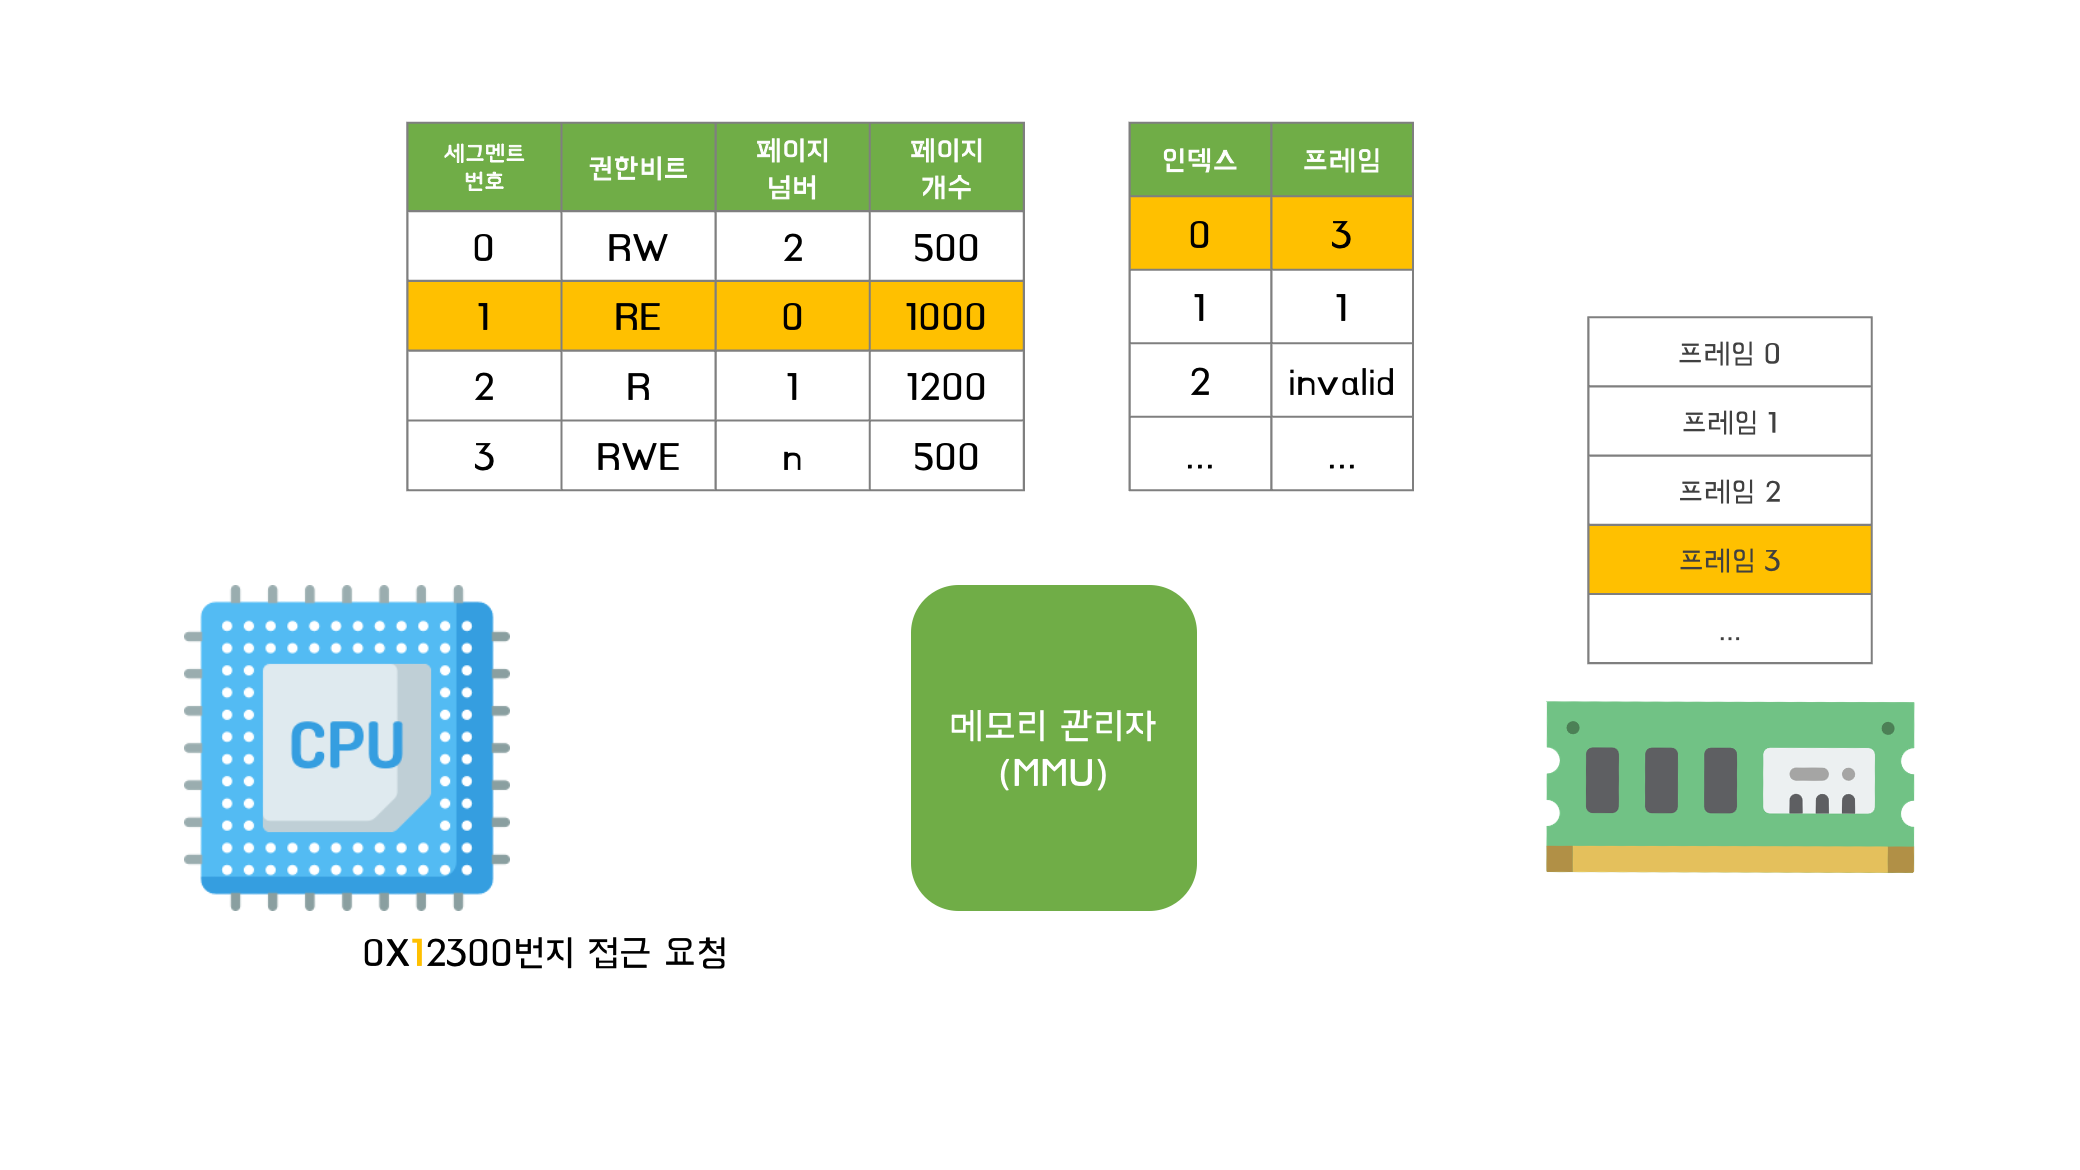 세그먼트
번호
권한비트
페이지
넘버
페이지
개수
0 RW 2 500
1 RE 0 1000
2 R 1 1200
3 RWE n 500
인덱스 프레임
0 3
1 1
2 invalid
... ...
프레임 0
프레임 1
프레임 2
프레임 3
...
CPU
메모리 관리자
(MMU)
0X12300번지 접근 요청